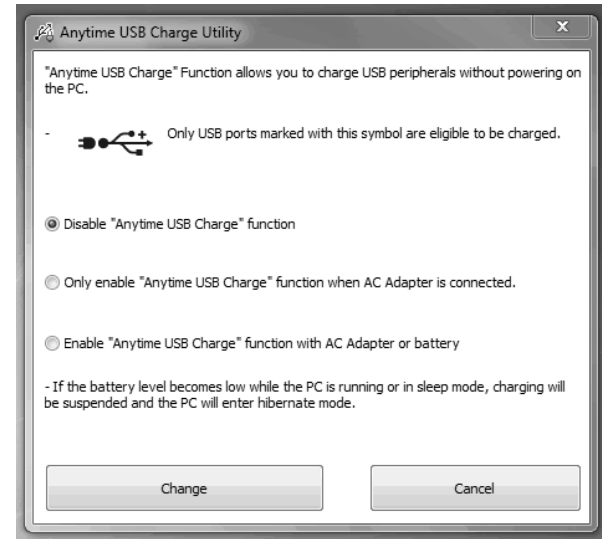 Anytime USB Charge Utility
"Anytime USB Charge" Function allows you to charge USB peripherals without powering on
the PC.
- Only USB ports marked with this symbol are eligible to be charged.
Disable "Anytime USB Charge" function
Only enable "Anytime USB Charge" function when AC Adapter is connected.
Enable "Anytime USB Charge" function with AC Adapter or battery
- If the battery level becomes low while the PC is running or in sleep mode, charging will
be suspended and the PC will enter hibernate mode.
Change Cancel